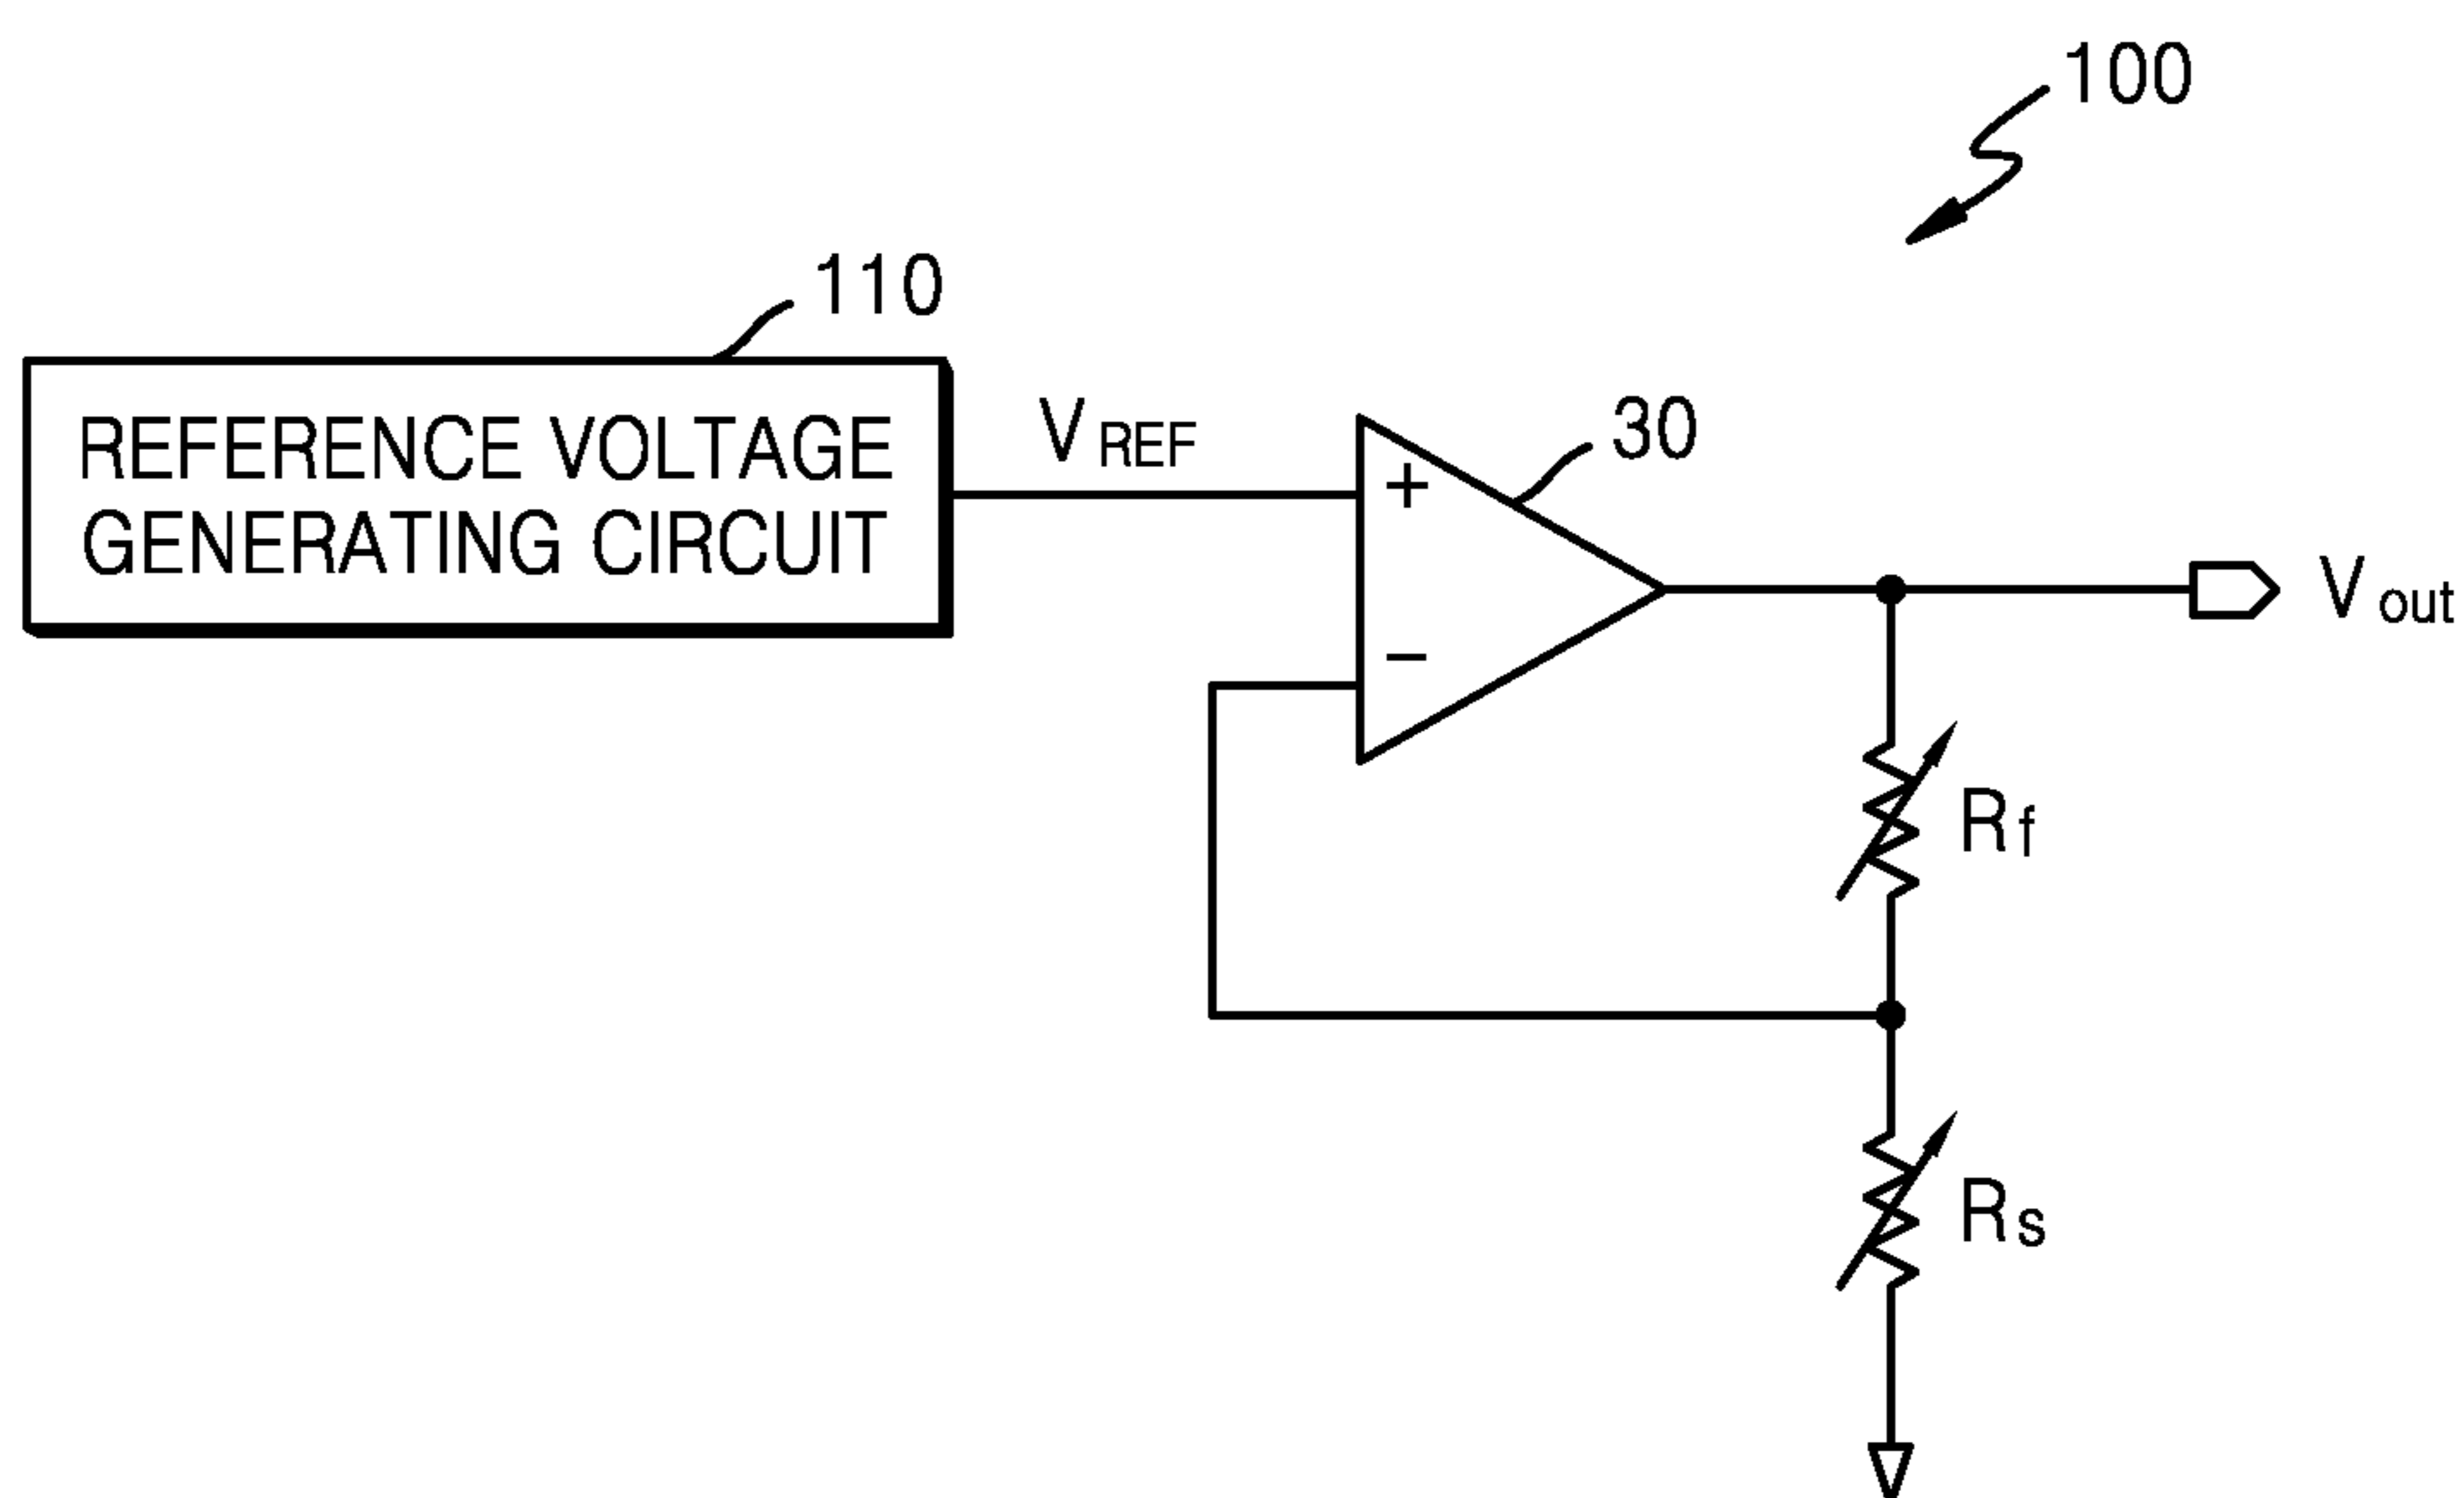 100
110
REFERENCE VOLTAGE
GENERATING CIRCUIT
VREF
30
+
−
Vout
Rf
Rs